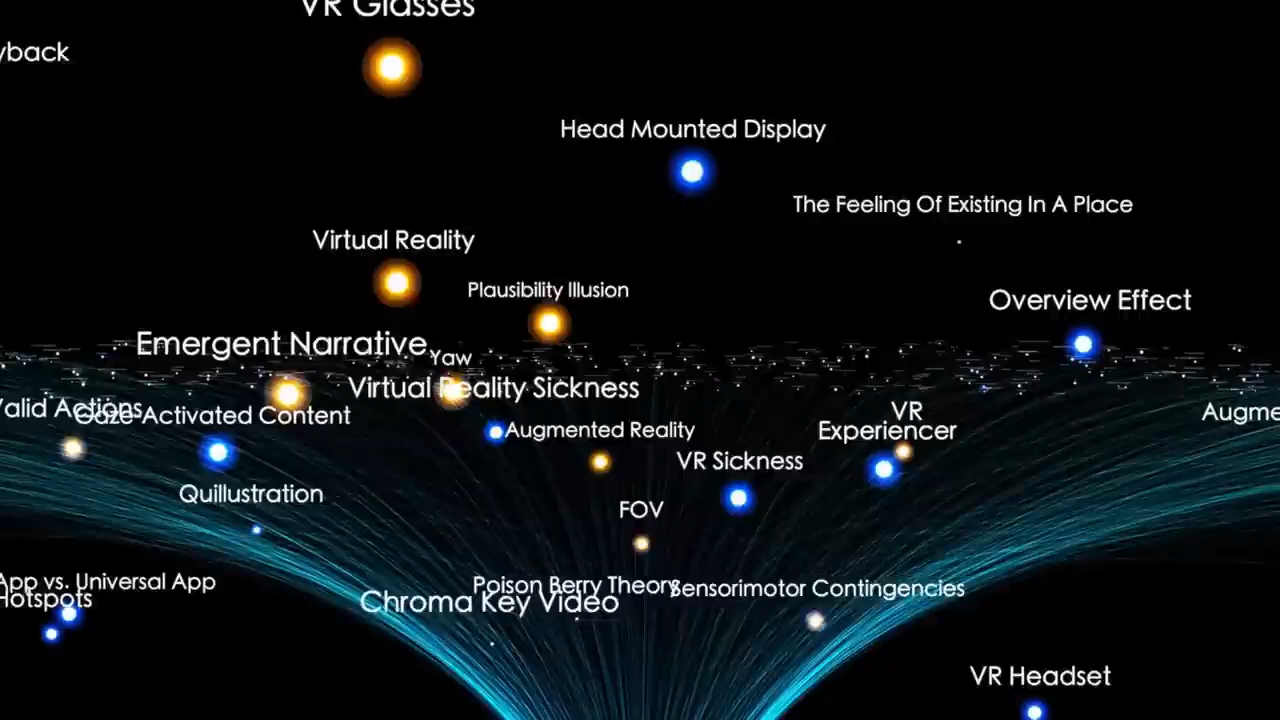 VR Glasses
yback
Head Mounted Display
The Feeling Of Existing In A Place
Virtual Reality
Plausibility Illusion
Overview Effect
Emergent Narrative
Yaw
Virtual Reality Sickness
Valid Actions
Gaze-Activated Content
VR
Experiencer
Augme
Augmented Reality
VR Sickness
Quillustration
FOV
App vs. Universal App
Hotspots
Poison Berry Theory
Sensorimotor Contingencies
Chroma Key Video
VR Headset